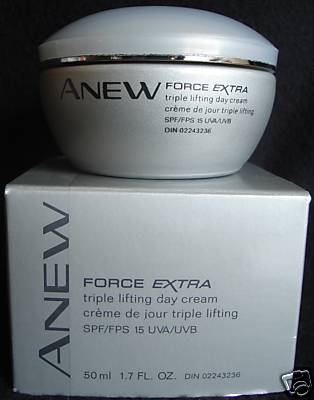 ANEW FORCE EXTRA
triple lifting day cream
crème de jour triple lifting
SPF/FPS 15 UVA/UVB
DIN 02243236
ANEW
FORCE EXTRA
triple lifting day cream
crème de jour triple lifting
SPF/FPS 15 UVA/UVB
50 ml 1.7 FL. OZ. DIN 02243236